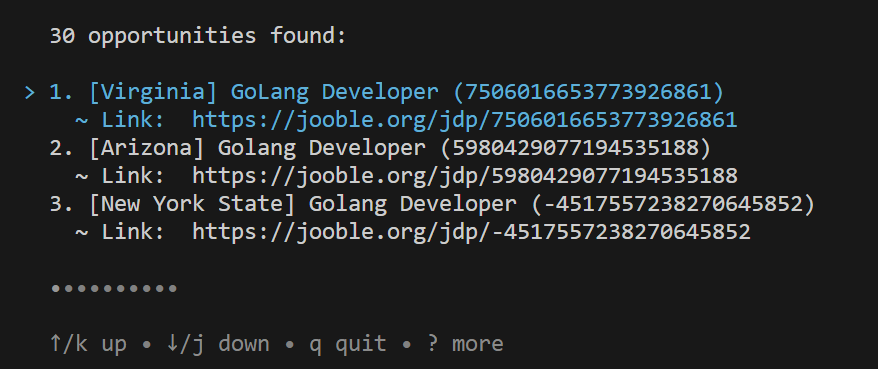 30 opportunities found:
> 1. [Virginia] GoLang Developer (7506016653773926861)
~ Link: https://jooble.org/jdp/7506016653773926861
2. [Arizona] Golang Developer (5980429077194535188)
~ Link: https://jooble.org/jdp/5980429077194535188
3. [New York State] Golang Developer (-4517557238270645852)
~ Link: https://jooble.org/jdp/-4517557238270645852
••••••••••
↑/k up • ↓/j down • q quit • ? more